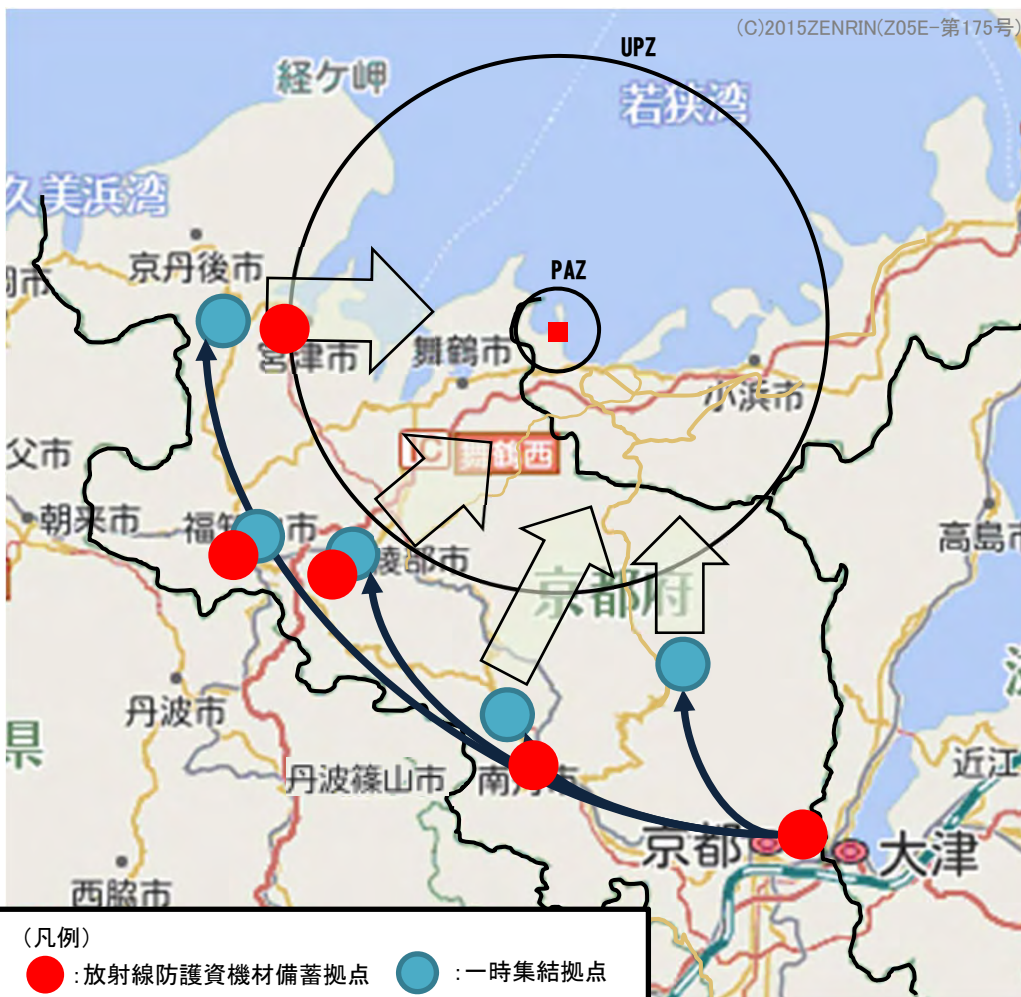 (C)2015ZENRIN(Z05E-第175号)
UPZ
経ケ岬
若狭湾
久美浜湾
京丹後市
PAZ
宮津市
舞鶴市
小浜市
父市
IC 舞鶴西
朝来市
福知 市
綾部市
高島市
京都府
丹波市
県
丹波篠山市
南丹市
近江
京都
大津
西脇市
(凡例)
:放射線防護資機材備蓄拠点
:一時集結拠点